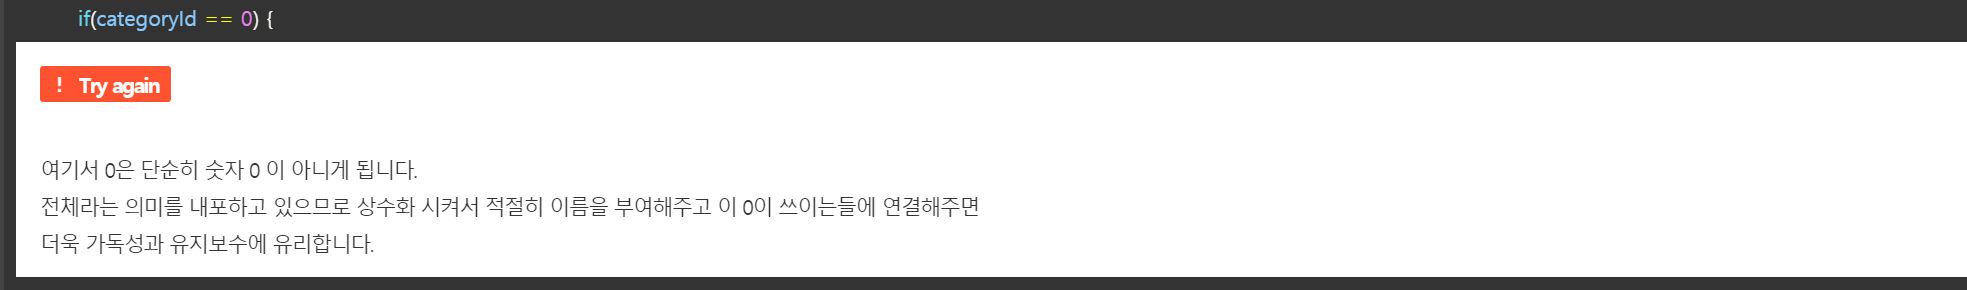 if(categoryId == 0) {
! Try again
여기서 0은 단순히 숫자 0 이 아니게 됩니다.
전체라는 의미를 내포하고 있으므로 상수화 시켜서 적절히 이름을 부여해주고 이 0이 쓰이는들에 연결해주면
더욱 가독성과 유지보수에 유리합니다.